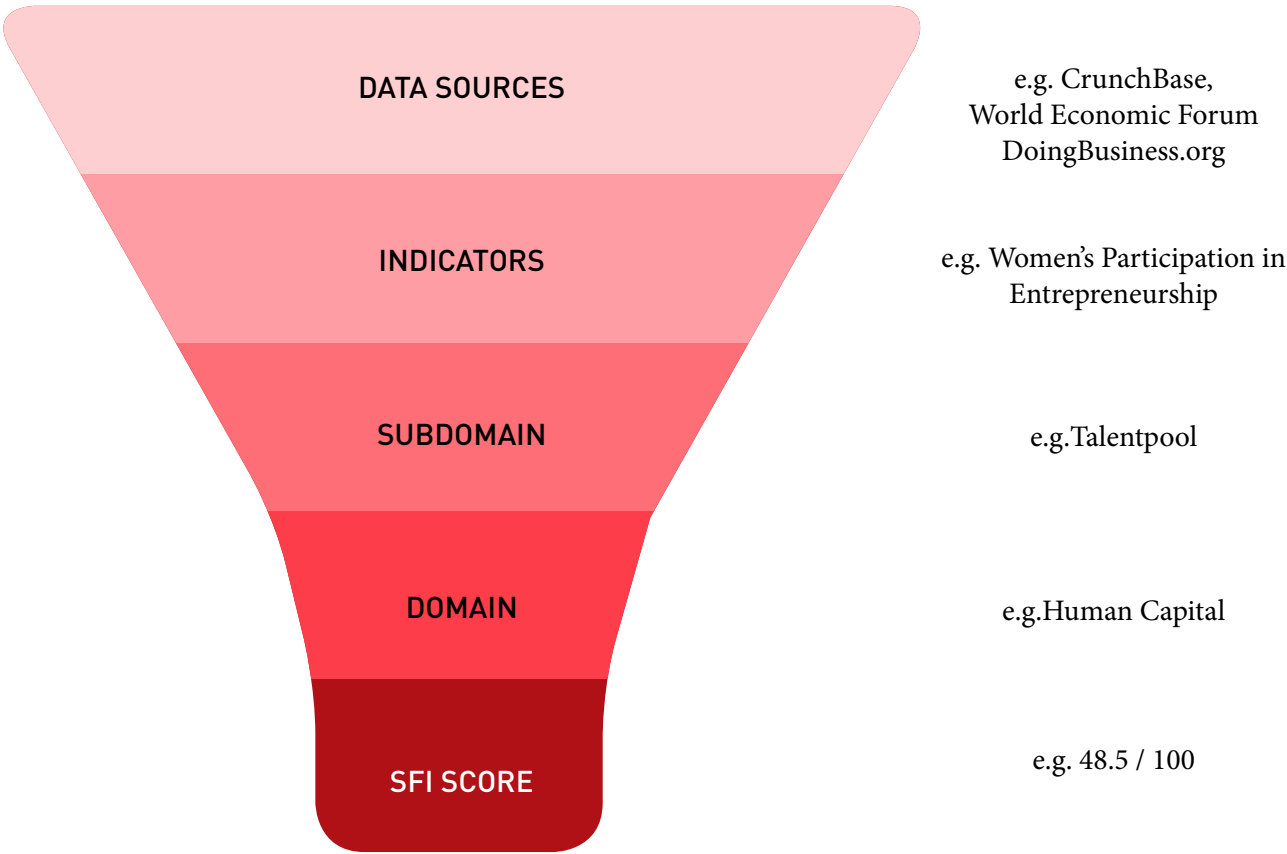 DATA SOURCES
e.g. CrunchBase,
World Economic Forum
DoingBusiness.org
INDICATORS
e.g. Women’s Participation in
Entrepreneurship
SUBDOMAIN
e.g.Talentpool
DOMAIN
e.g.Human Capital
SFI SCORE
e.g. 48.5 / 100